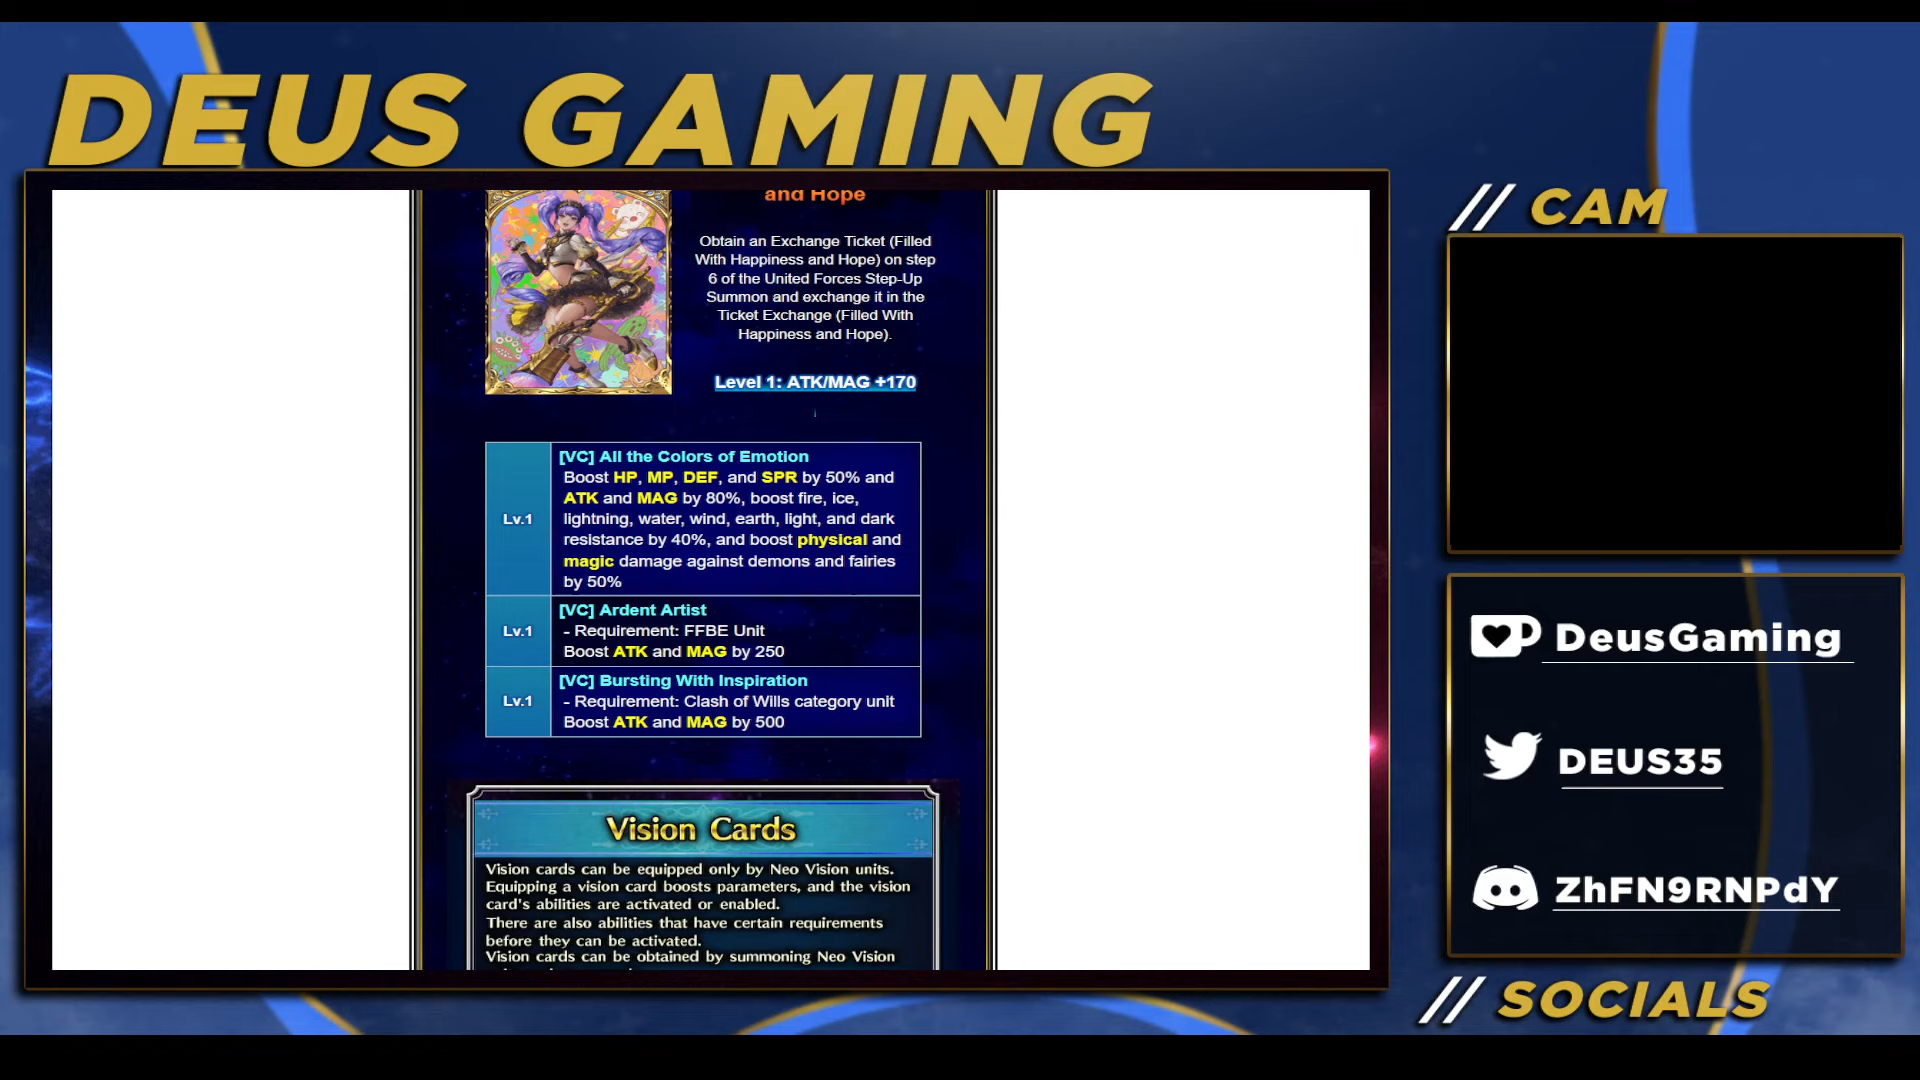 DEUS GAMING
and Hope
Obtain an Exchange Ticket (Filled
With Happiness and Hope) on step
6 of the United Forces Step-Up
Summon and exchange it in the
Ticket Exchange (Filled With
Happiness and Hope).
Level 1: ATK/MAG +170
Lv.1
[VC] All the Colors of Emotion
Boost HP, MP, DEF, and SPR by 50% and
ATK and MAG by 80%, boost fire, ice,
lightning, water, wind, earth, light, and dark
resistance by 40%, and boost physical and
magic damage against demons and fairies
by 50%
Lv.1
[VC] Ardent Artist
- Requirement: FFBE Unit
Boost ATK and MAG by 250
Lv.1
[VC] Bursting With Inspiration
- Requirement: Clash of Wills category unit
Boost ATK and MAG by 500
Vision Cards
Vision cards can be equipped only by Neo Vision units.
Equipping a vision card boosts parameters, and the vision
card's abilities are activated or enabled.
There are also abilities that have certain requirements
before they can be activated.
Vision cards can be obtained by summoning Neo Vision
// CAM
DeusGaming
DEUS35
ZhFN9RNPdY
// SOCIALS